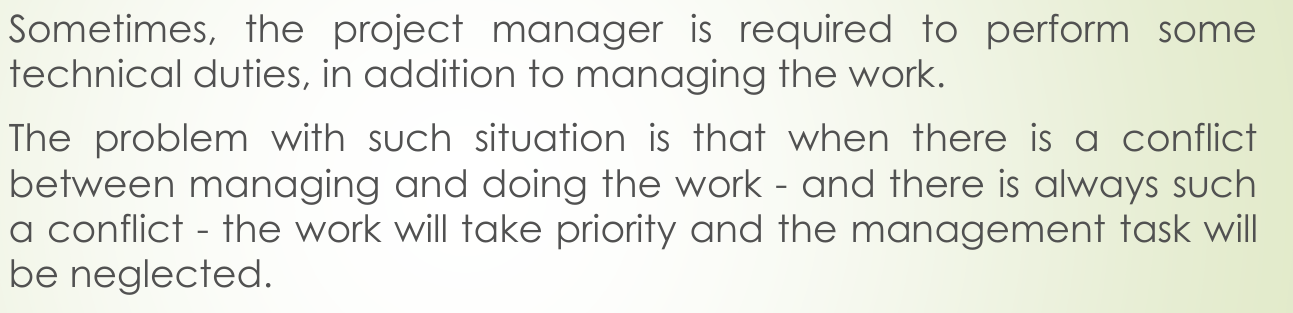 Sometimes, the project manager is required to perform some
technical duties, in addition to managing the work.
The problem with such situation is that when there is a conflict
between managing and doing the work - and there is always such
a conflict - the work will take priority and the management task will
be neglected.